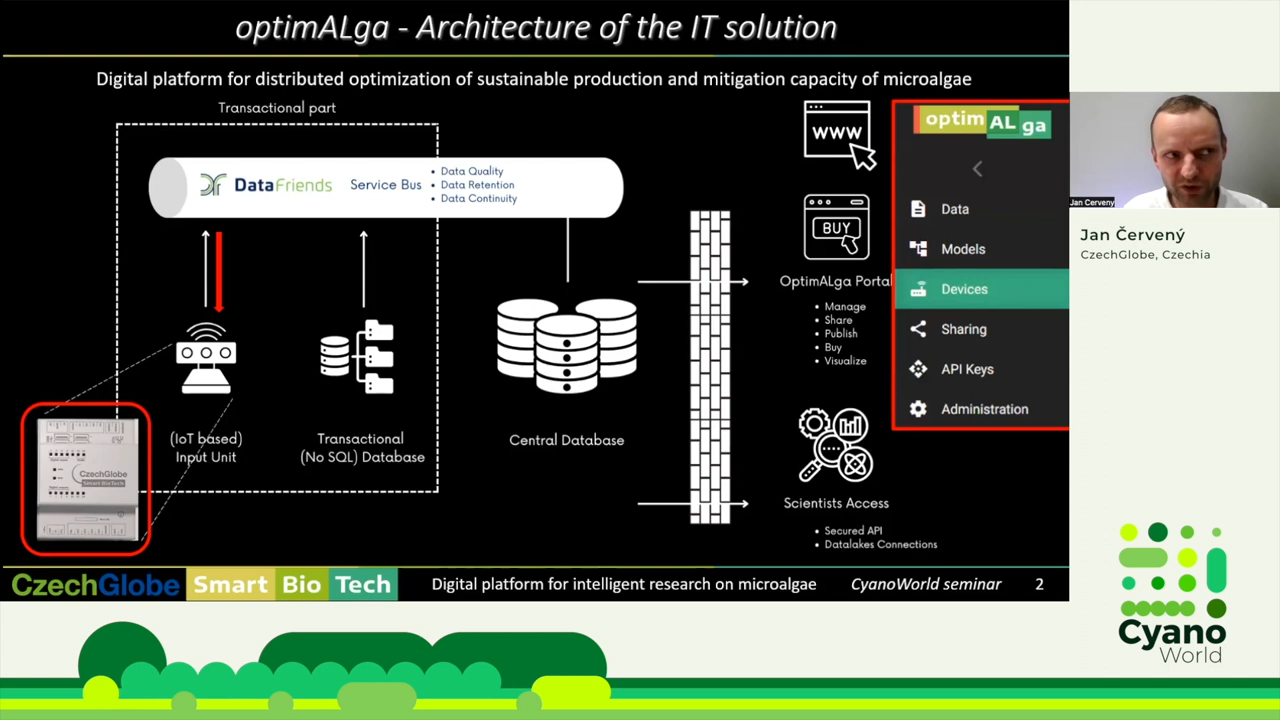 optimALga - Architecture of the IT solution
Digital platform for distributed optimization of sustainable production and mitigation capacity of microalgae
Transactional part
DataFriends
Service Bus
• Data Quality
• Data Retention
• Data Continuity
(IoT based)
Input Unit
Transactional
(No SQL) Database
Central Database
CzechGlobe
Smart BioTech
WWW
BUY
OptimALga Portal
• Manage
• Share
• Publish
• Buy
• Visualize
Scientists Access
• Secured API
• Datalakes Connections
optimALga
Data
Models
Devices
Sharing
API Keys
Administration
CzechGlobe Smart Bio Tech
Digital platform for intelligent research on microalgae
CyanoWorld seminar
2
Jan Cerveny
Jan Červený
CzechGlobe, Czechia
Cyano
World